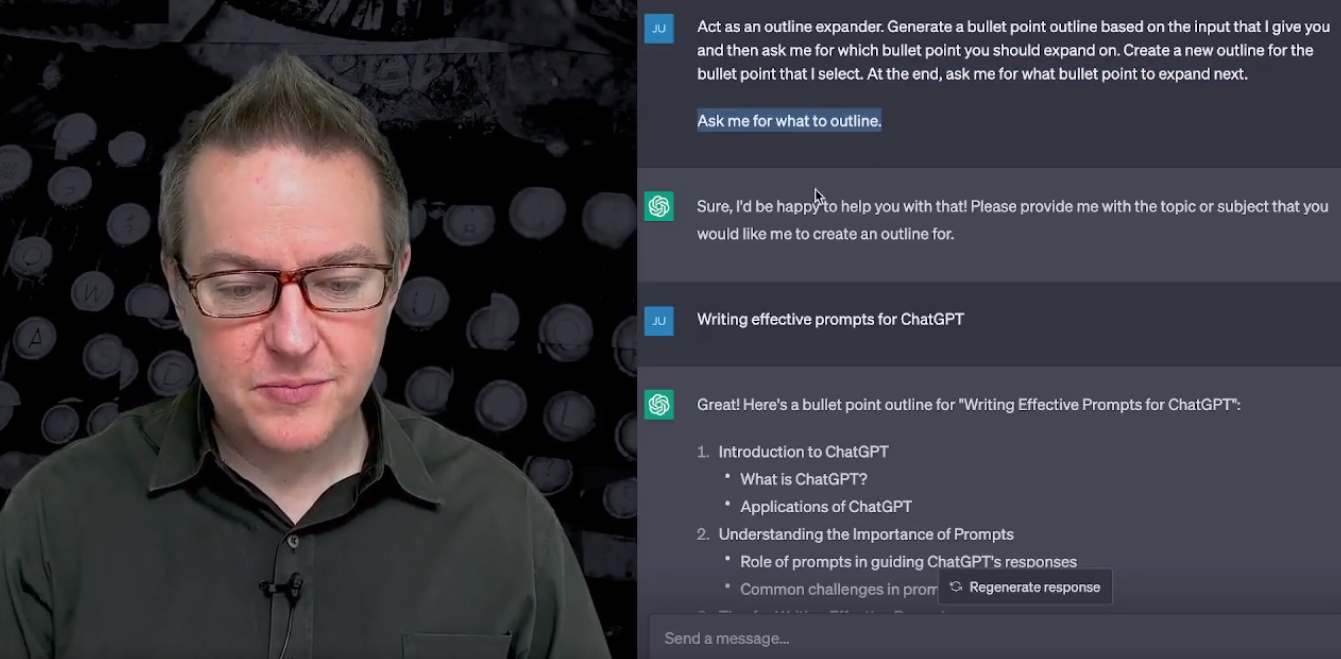 JU
Act as an outline expander. Generate a bullet point outline based on the input that I give you
and then ask me for which bullet point you should expand on. Create a new outline for the
bullet point that I select. At the end, ask me for what bullet point to expand next.
Ask me for what to outline.
Sure, I'd be happy to help you with that! Please provide me with the topic or subject that you
would like me to create an outline for.
JU
Writing effective prompts for ChatGPT
Great! Here's a bullet point outline for "Writing Effective Prompts for ChatGPT":
1. Introduction to ChatGPT
• What is ChatGPT?
• Applications of ChatGPT
2. Understanding the Importance of Prompts
• Role of prompts in guiding ChatGPT's responses
• Common challenges in
Regenerate response
Send a message...